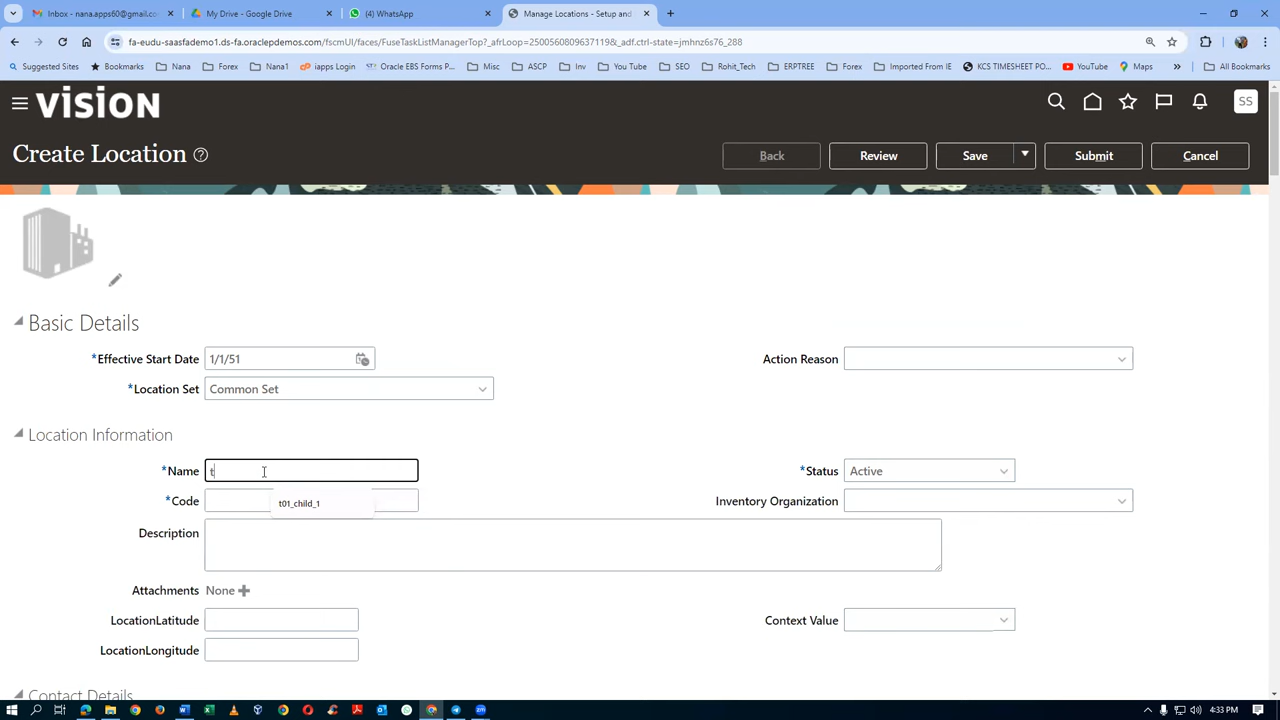 Inbox - nana.apps60@gmail.co
My Drive - Google Drive
(4) WhatsApp
Manage Locations - Setup and
fa-eudu-saasfademo1.ds-fa.oraclepdemos.com/fscmUI/faces/FuseTaskListManagerTop?_afrLoop=2500560809637119&_adf.ctrl-state=jmhnz6s76_288
Suggested Sites
Bookmarks
Nana
Forex
Nana1
iapps Login
Oracle EBS Forms P...
Misc
ASCP
Inv
You Tube
SEO
Rohit_Tech
ERPTREE
Forex
Imported From IE
KCS TIMESHEET PO...
YouTube
Maps
All Bookmarks
VISION
SS
Create Location
Back
Review
Save
Submit
Cancel
Basic Details
*Effective Start Date 1/1/51
Action Reason
*Location Set Common Set
Location Information
*Name t
*Status Active
*Code
t01_child_1
Inventory Organization
Description
Attachments None
LocationLatitude
Context Value
LocationLongitude
Contact Details
4:33 PM